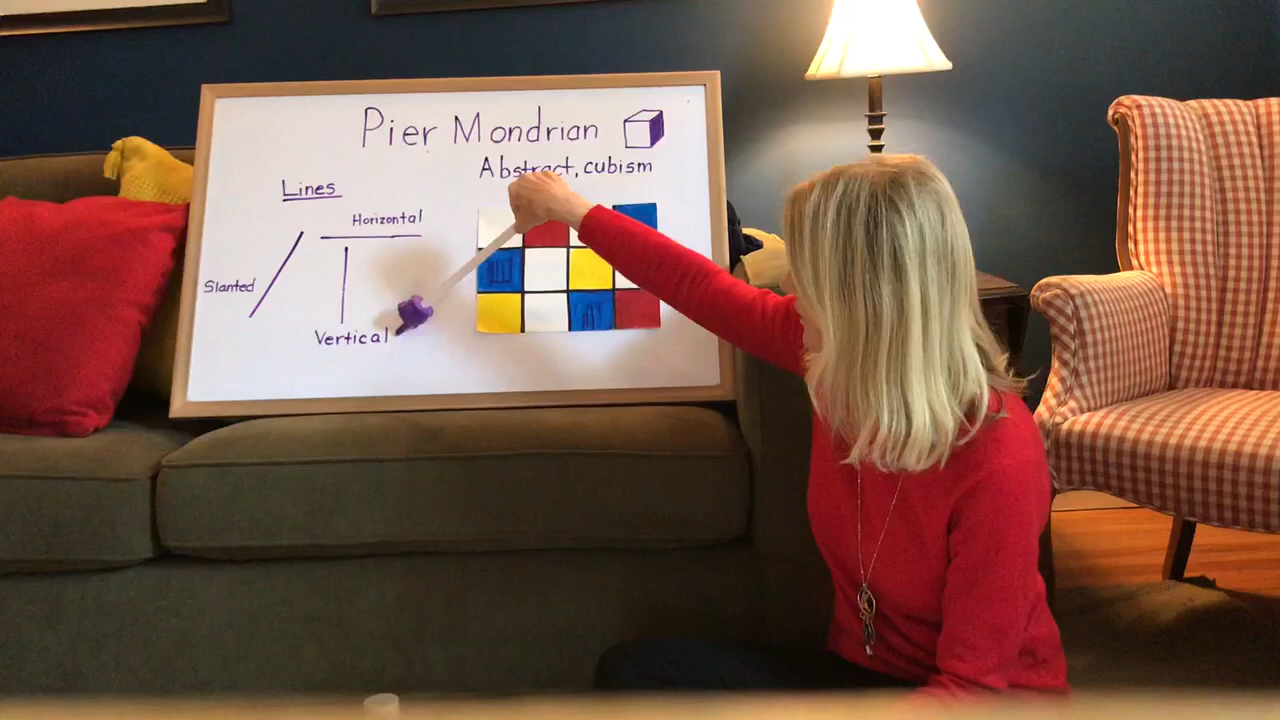 Pier Mondrian
Abstract, cubism
Lines
Horizontal
Slanted
Vertical